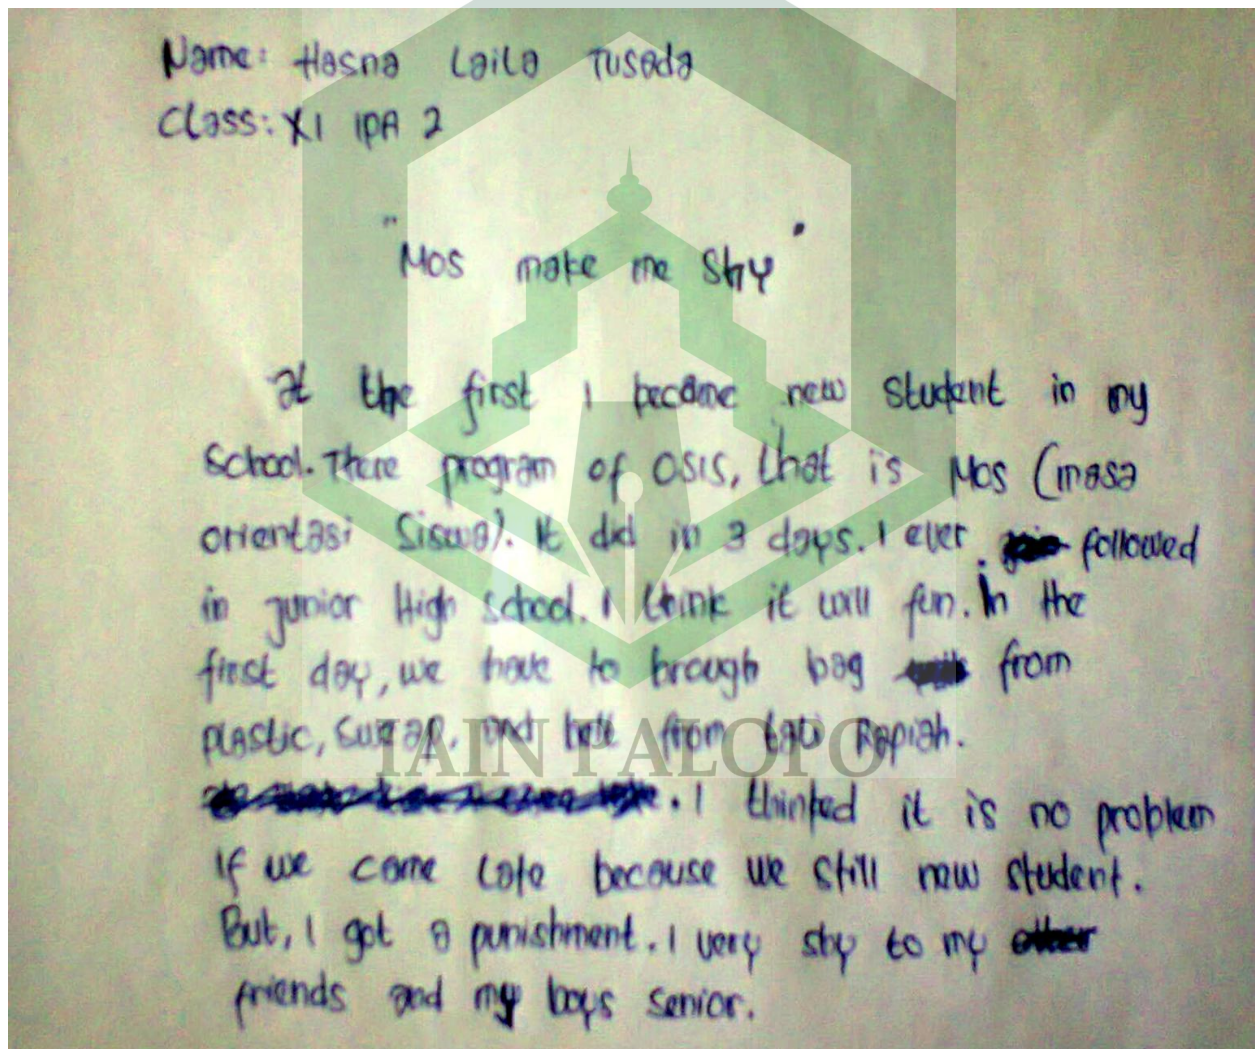 Name: Hasna Laila Tusada
Class: XI IPA 2
"Mos make me Shy"
at the first I became new student in my
School. There program of OSIS, that is Mos (masa
orientasi Siswa). It did in 3 days. I ever followed
in junior High school. I think it will fun. In the
first day, we have to brough bag from
plastic, and belt from tali Rapiah.
IAIN PALOPO
. I thinked it is no problem
If we come late because we still new student.
But, I got a punishment. I very shy to my
friends and my boys senior.